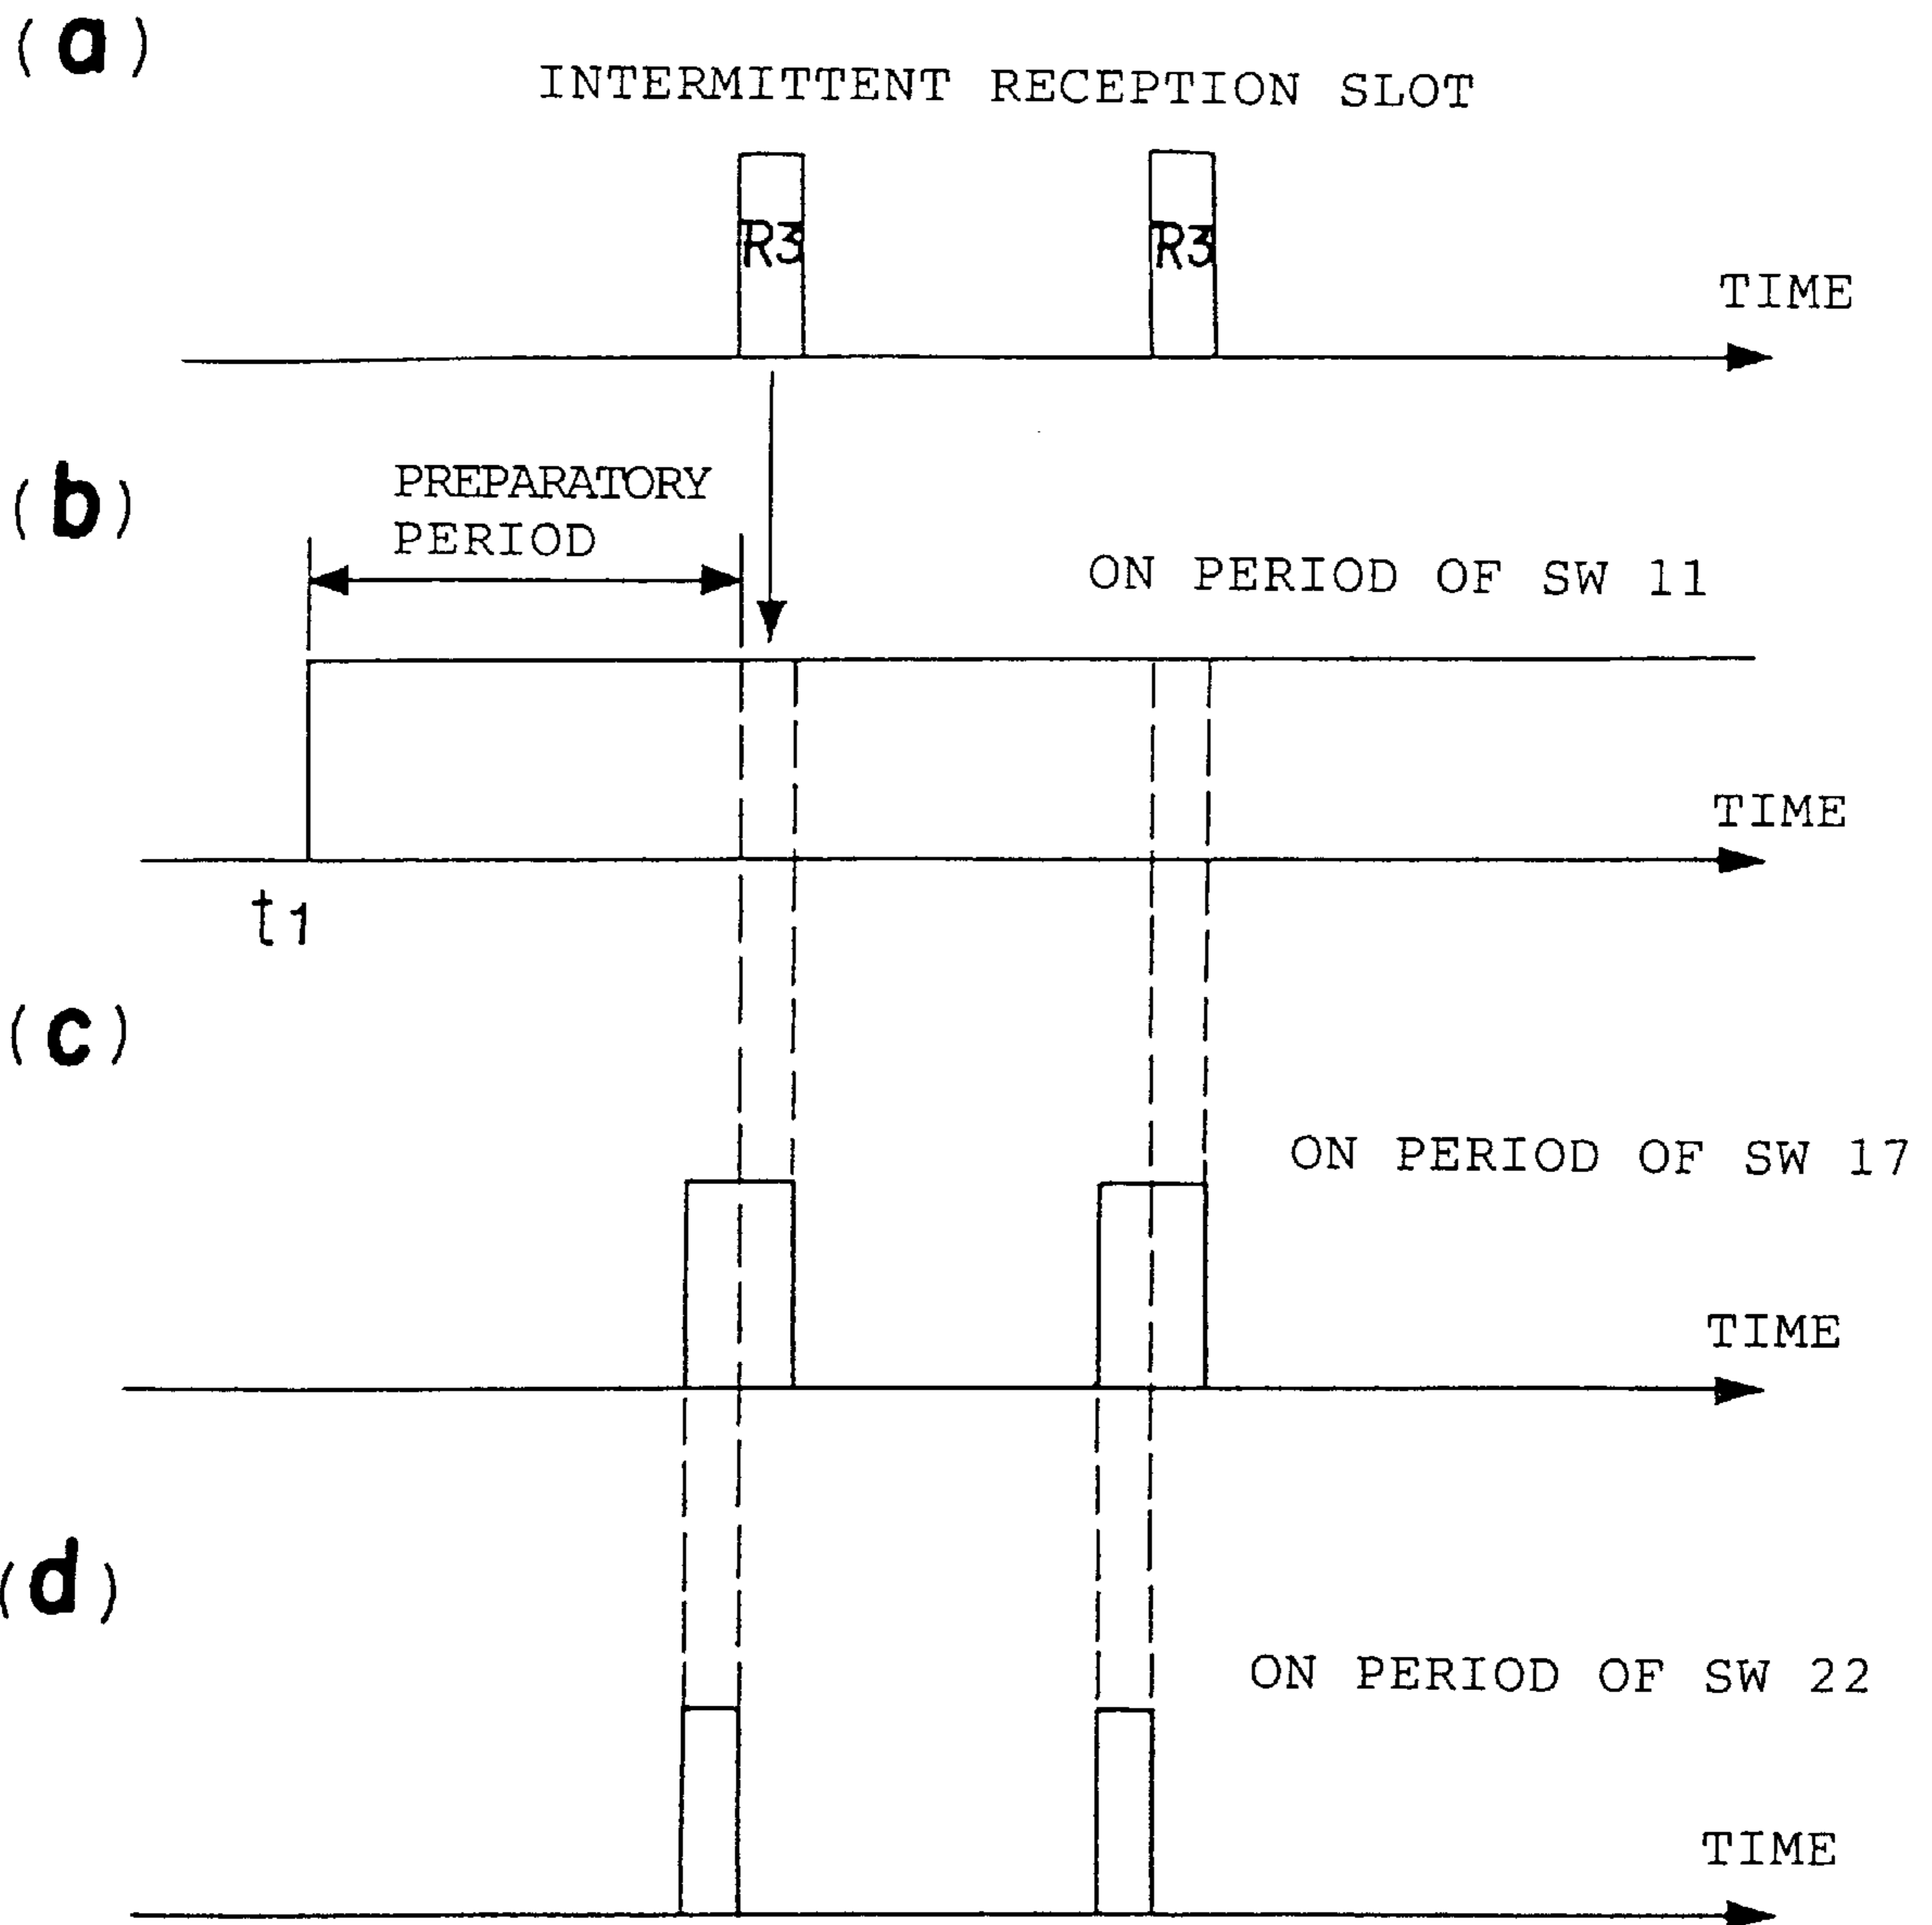 (a)
INTERMITTENT RECEPTION SLOT
R3
R3
TIME
(b)
PREPARATORY
PERIOD
ON PERIOD OF SW 11
TIME
t1
(c)
ON PERIOD OF SW 17
TIME
(d)
ON PERIOD OF SW 22
TIME